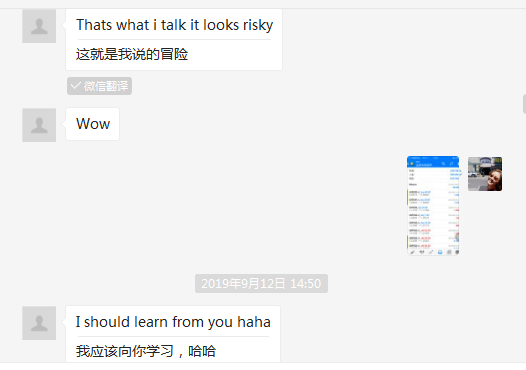 Thats what i talk it looks risky
这就是我说的冒险
微信翻译
Wow
2019年9月12日 14:50
I should learn from you haha
我应该向你学习，哈哈